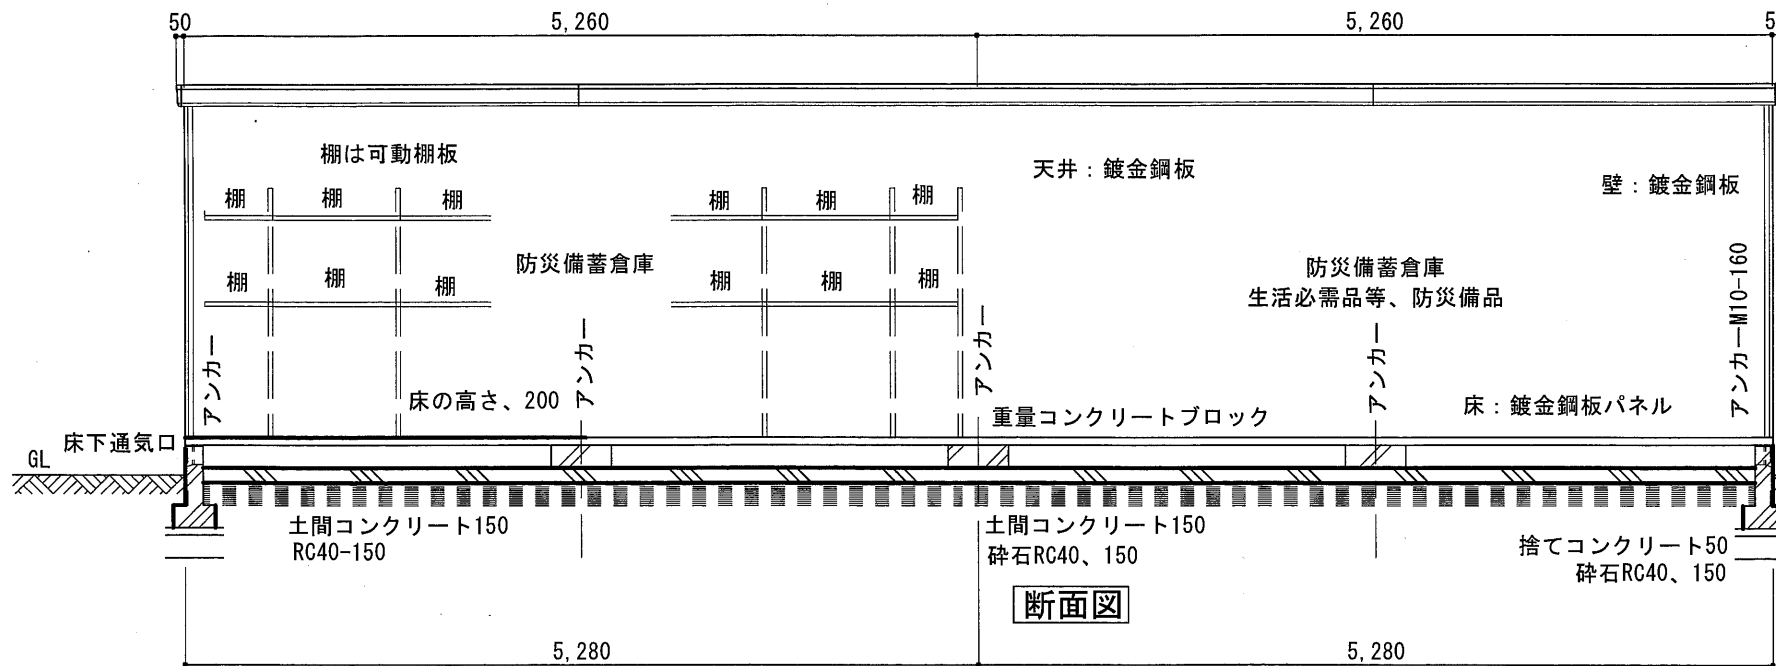 50
5,260
5,260
5
棚は可動棚板
天井：鍍金鋼板
壁：鍍金鋼板
棚
棚
棚
棚
棚
棚
防災備蓄倉庫
棚
棚
棚
棚
棚
棚
防災備蓄倉庫
生活必需品等、防災備品
アンカー
アンカー
アンカー
アンカー
アンカーM10-160
床の高さ、200
重量コンクリートブロック
床：鍍金鋼板パネル
床下通気口
GL
土間コンクリート150
RC40-150
土間コンクリート150
砕石RC40、150
捨てコンクリート50
砕石RC40、150
断面図
5,280
5,280